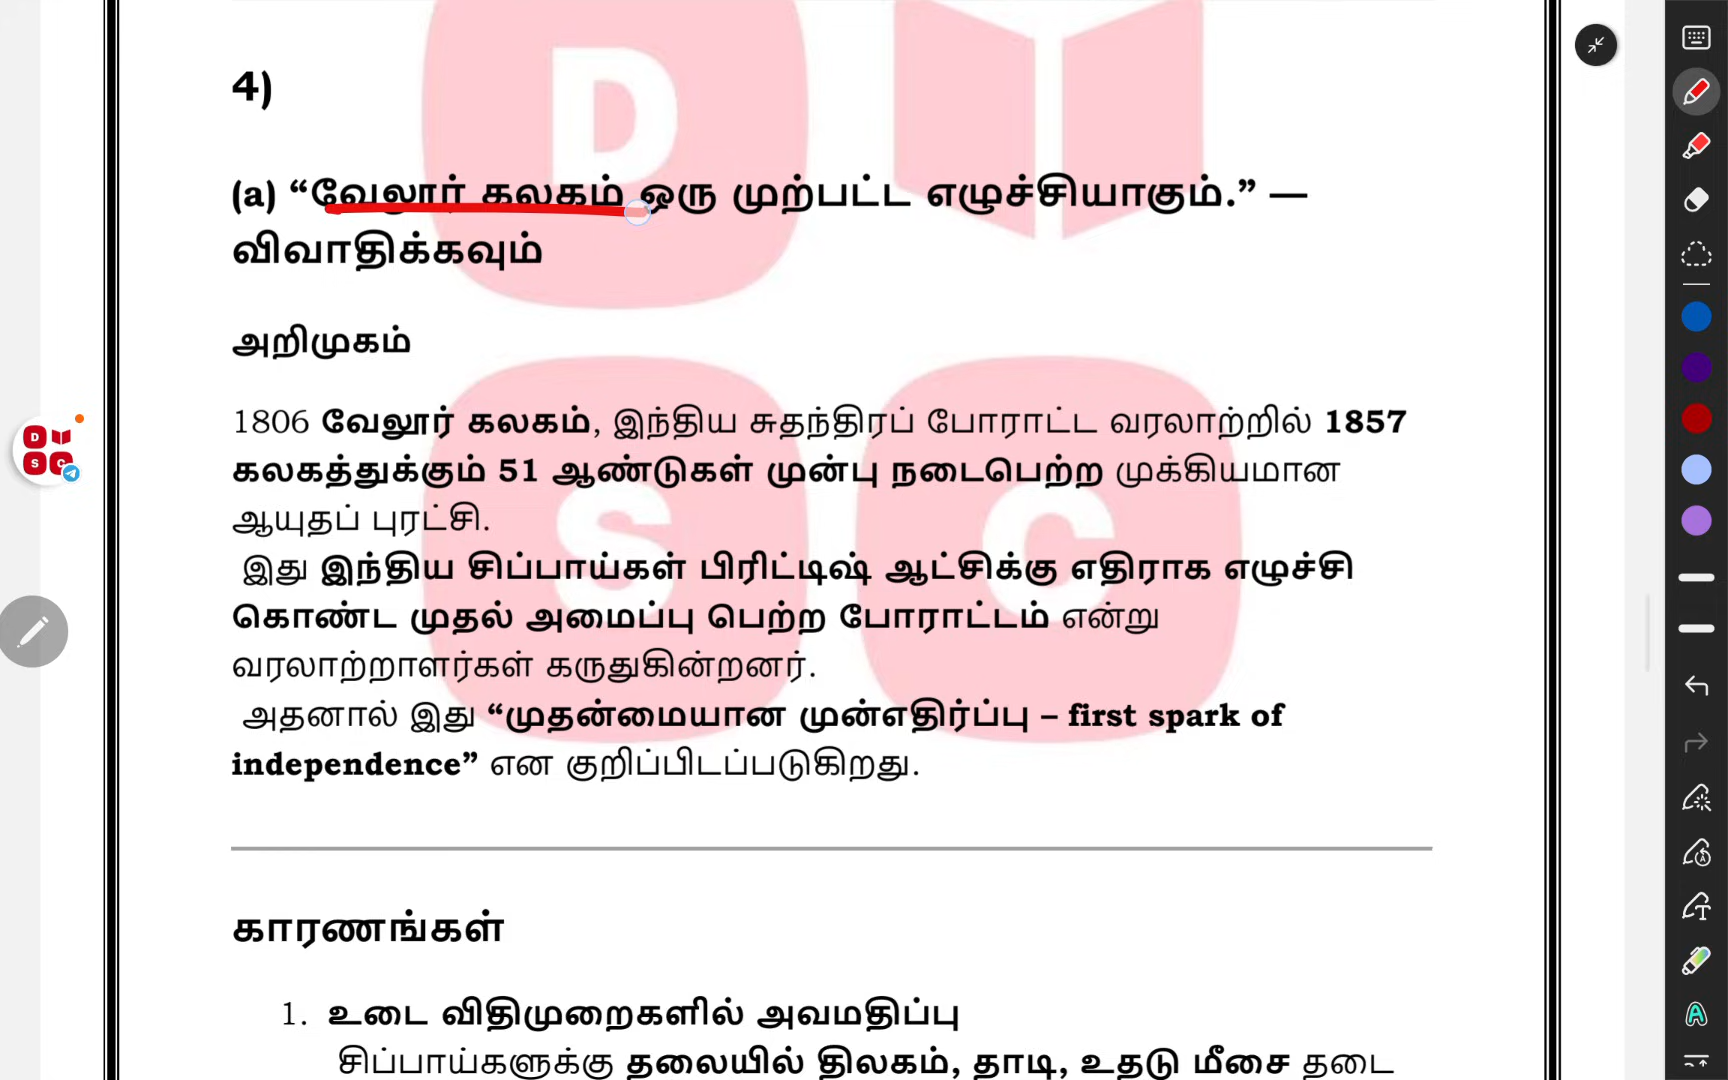 4)
(a) “வேலூர் கலகம் ஒரு முற்பட்ட எழுச்சியாகும்.” —
விவாதிக்கவும்
அறிமுகம்
1806 வேலூர் கலகம், இந்திய சுதந்திரப் போராட்ட வரலாற்றில் 1857
கலகத்துக்கும் 51 ஆண்டுகள் முன்பு நடைபெற்ற முக்கியமான
ஆயுதப் புரட்சி.
இது இந்திய சிப்பாய்கள் பிரிட்டிஷ் ஆட்சிக்கு எதிராக எழுச்சி
கொண்ட முதல் அமைப்பு பெற்ற போராட்டம் என்று
வரலாற்றாளர்கள் கருதுகின்றனர்.
அதனால் இது “முதன்மையான முன்எதிர்ப்பு – first spark of
independence” என குறிப்பிடப்படுகிறது.
காரணங்கள்
1. உடை விதிமுறைகளில் அவமதிப்பு
சிப்பாய்களுக்கு தலையில் திலகம், தாடி, உதடு மீசை தடை
D
S C
D
S C